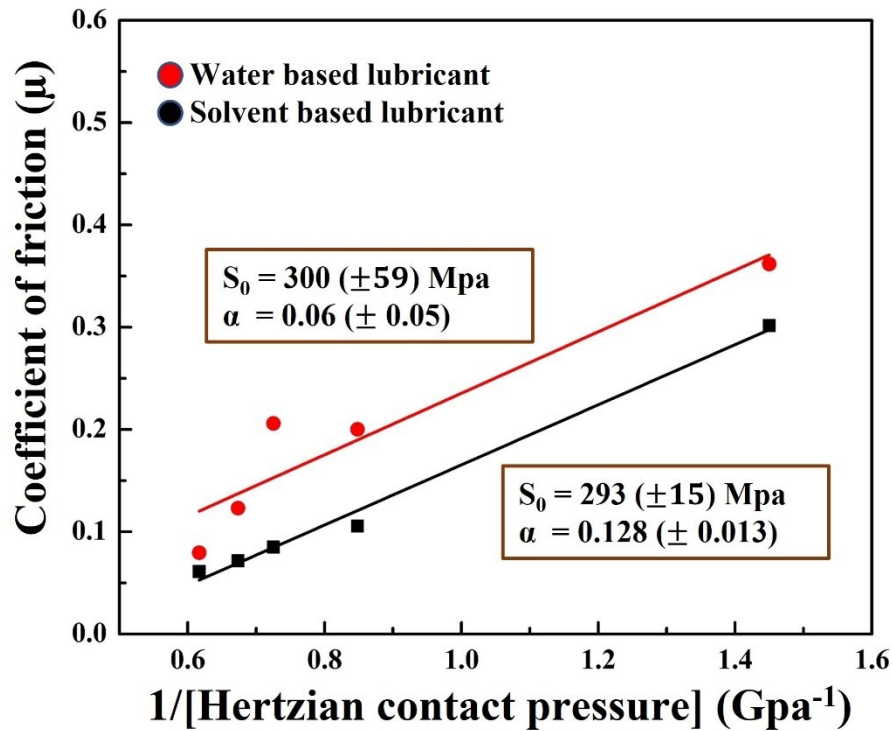 Coefficient of friction (μ)
0.6
0.5
0.4
0.3
0.2
0.1
0.0
Water based lubricant
Solvent based lubricant
S₀ = 300 (±59) Mpa
α = 0.06 (± 0.05)
S₀ = 293 (±15) Mpa
α = 0.128 (± 0.013)
0.6 0.8 1.0 1.2 1.4 1.6
1/[Hertzian contact pressure] (Gpa⁻¹)